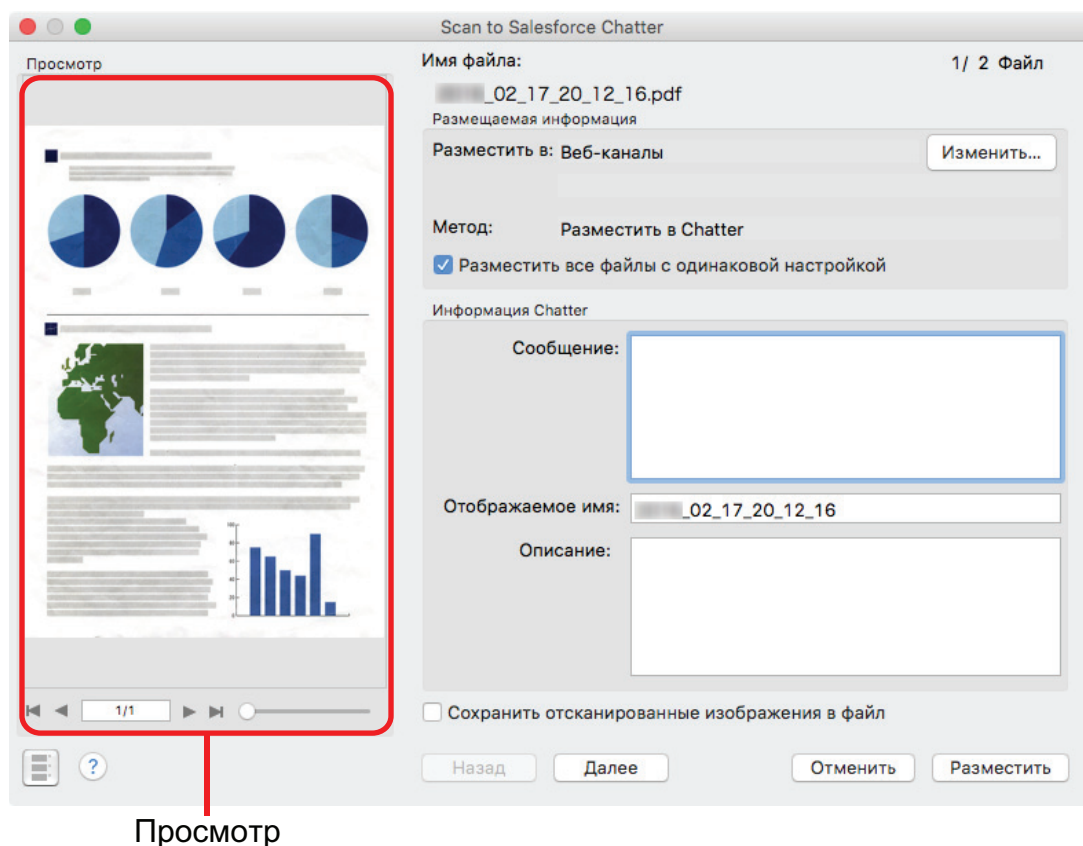 Scan to Salesforce Chatter
Просмотр
1/1
?
Имя файла:
1/ 2 Файл
_02_17_20_12_16.pdf
Размещаемая информация
Разместить в: Веб-каналы
Изменить...
Метод: Разместить в Chatter
Разместить все файлы с одинаковой настройкой
Информация Chatter
Сообщение:
Отображаемое имя: _02_17_20_12_16
Описание:
Сохранить отсканированные изображения в файл
Назад
Далее
Отменить
Разместить
Просмотр